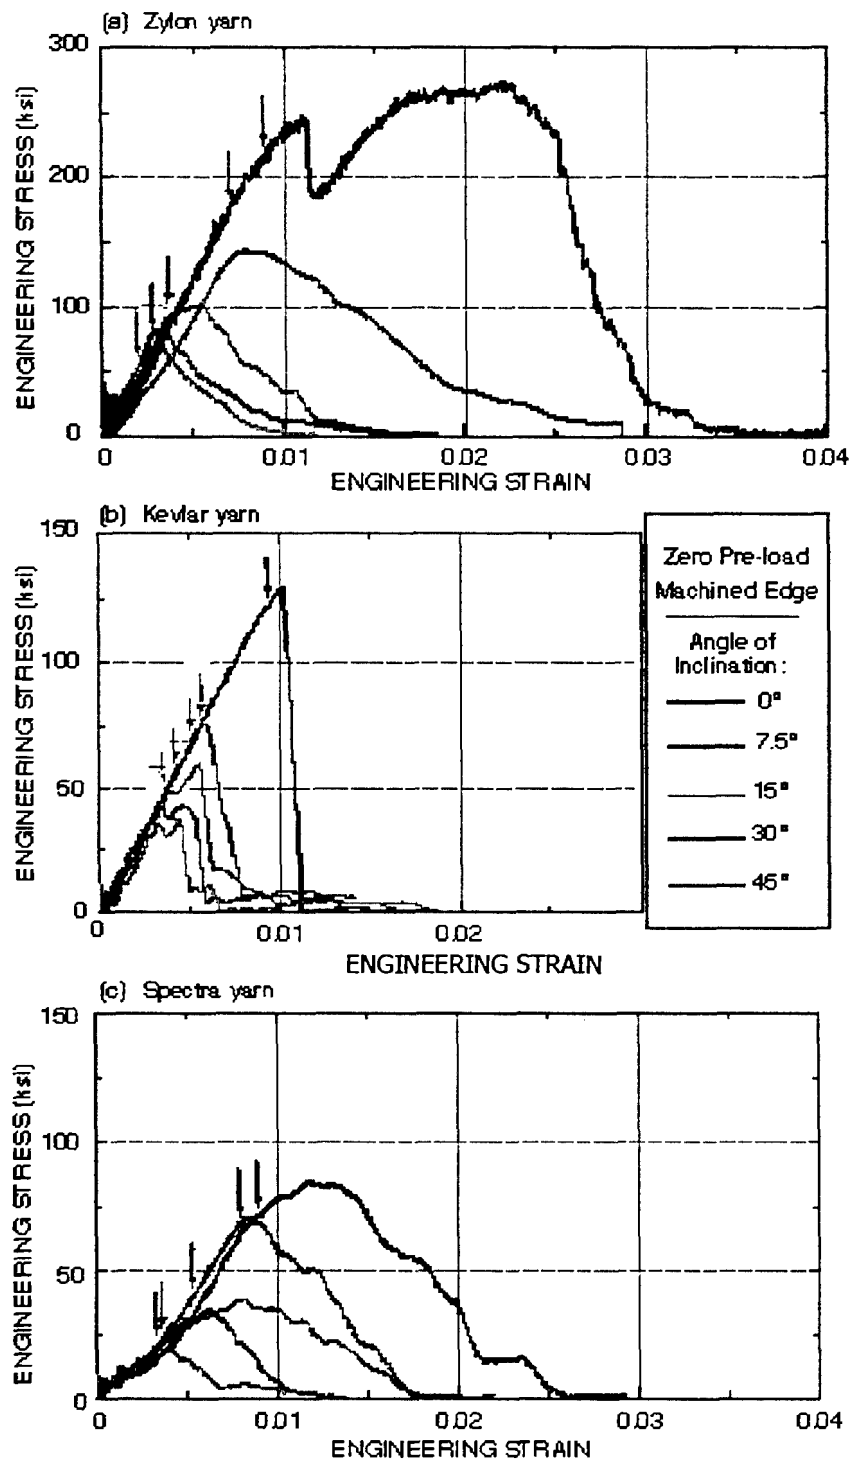 (a) Zylon yarn
300
200
100
0
ENGINEERING STRESS (ksi)
0 0.01 0.02 0.03 0.04
ENGINEERING STRAIN
(b) Kevlar yarn
150
100
50
0
ENGINEERING STRESS (ksi)
0 0.01 0.02
ENGINEERING STRAIN
Zero Pre-load
Machined Edge
Angle of
Inclination :
0°
7.5°
15°
30°
45°
(c) Spectra yarn
150
100
50
0
ENGINEERING STRESS (ksi)
0 0.01 0.02 0.03 0.04
ENGINEERING STRAIN